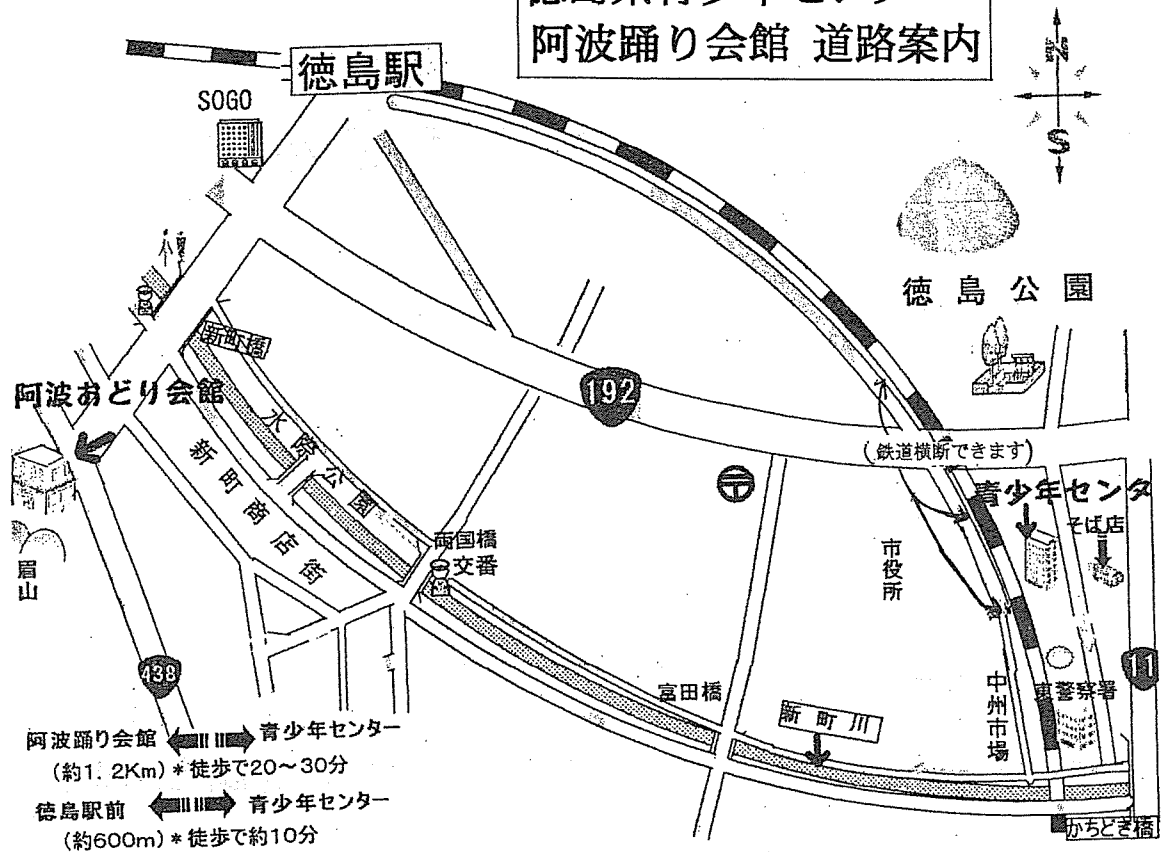 阿波踊り会館 道路案内
徳島駅
SOGO
N
S
徳島公園
新町橋
阿波おどり会館
192
水際公園
(鉄道横断できます)
新町商店街
青少年センタ
そば店
両国橋
交番
市役所
眉山
438
11
富田橋
新町川
中州市場
東警察署
阿波踊り会館 青少年センター
(約1.2Km)*徒歩で20~30分
徳島駅前 青少年センター
(約600m)*徒歩で約10分
かちどき橋